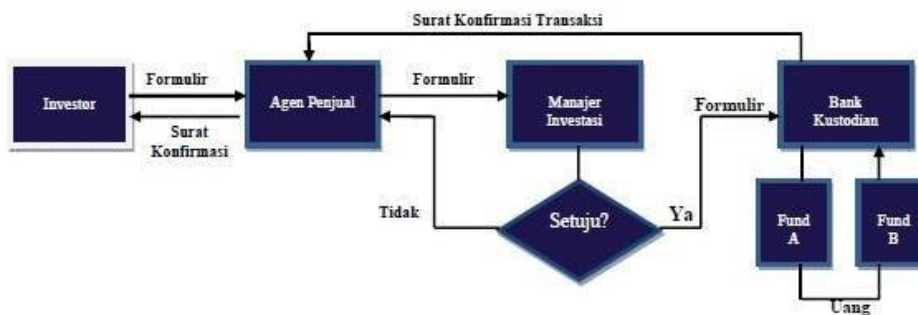 Surat Konfirmasi Transaksi
Investor
Formulir
Surat
Konfirmasi
Agen Penjual
Formulir
Manajer
Investasi
Formulir
Bank
Kustodian
Tidak
Setuju?
Ya
Fund
A
Fund
B
Uang